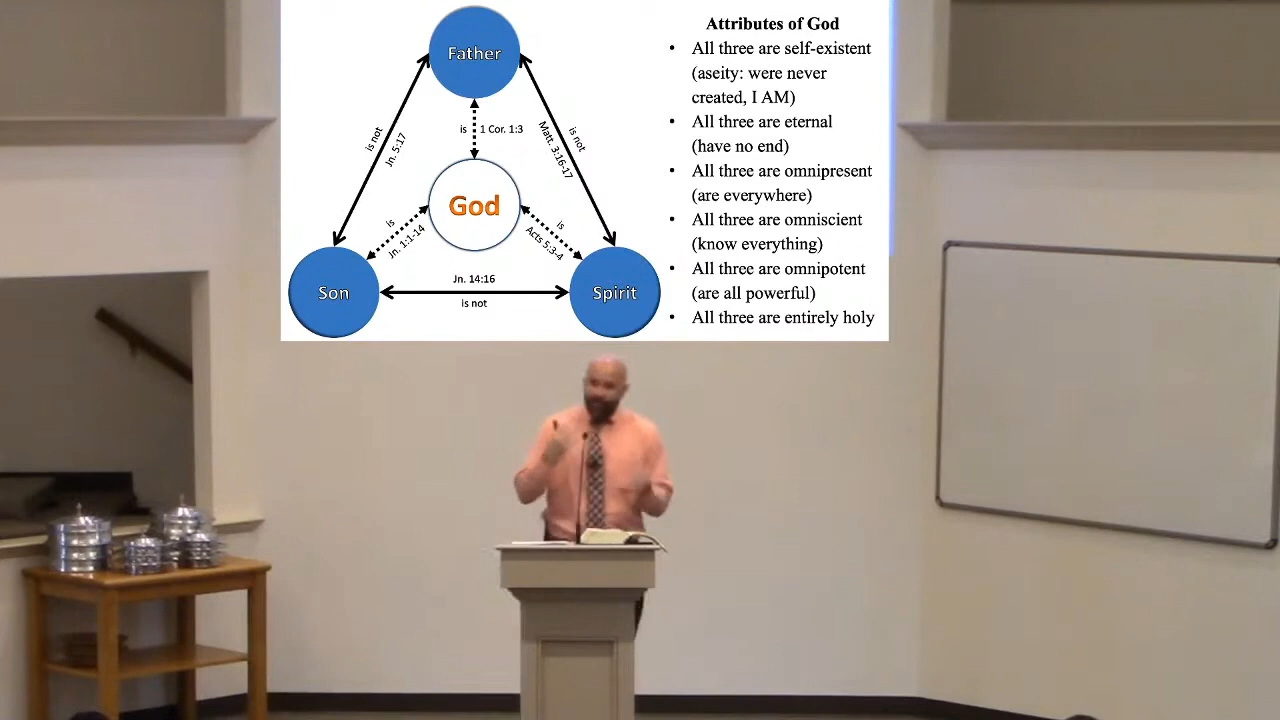 Father
is not
Jn. 5:17
is
1 Cor. 1:3
is not
Matt. 3:16-17
God
is
Jn. 1:1-14
is
Acts 5:3-4
Son
Jn. 14:16
is not
Spirit
Attributes of God
• All three are self-existent
(aseity: were never
created, I AM)
• All three are eternal
(have no end)
• All three are omnipresent
(are everywhere)
• All three are omniscient
(know everything)
• All three are omnipotent
(are all powerful)
• All three are entirely holy